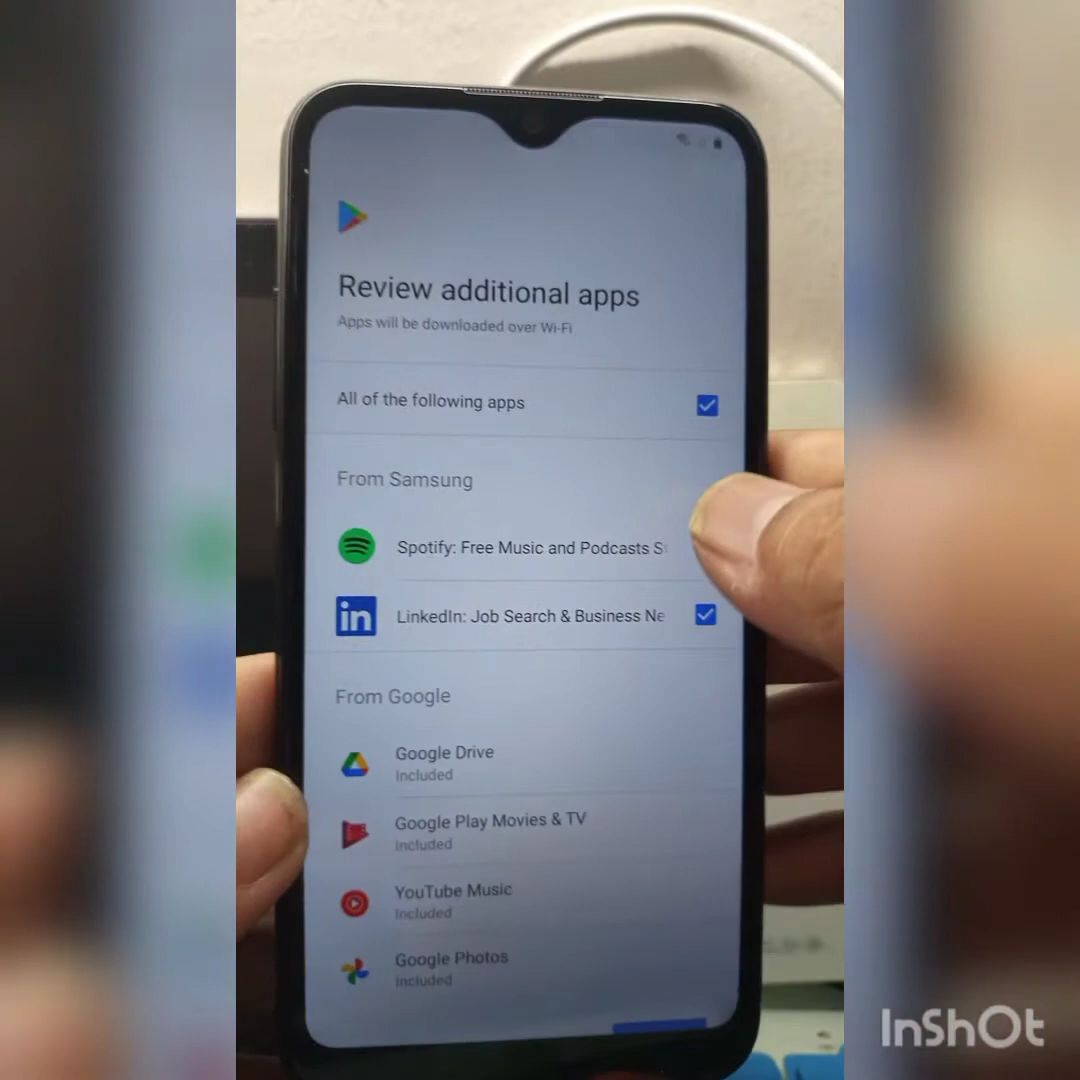 Review additional apps
Apps will be downloaded over Wi-Fi
All of the following apps
From Samsung
Spotify: Free Music and Podcasts
in
LinkedIn: Job Search & Business Ne
From Google
Google Drive
Included
Google Play Movies & TV
Included
YouTube Music
Included
Google Photos
Included
InShOt